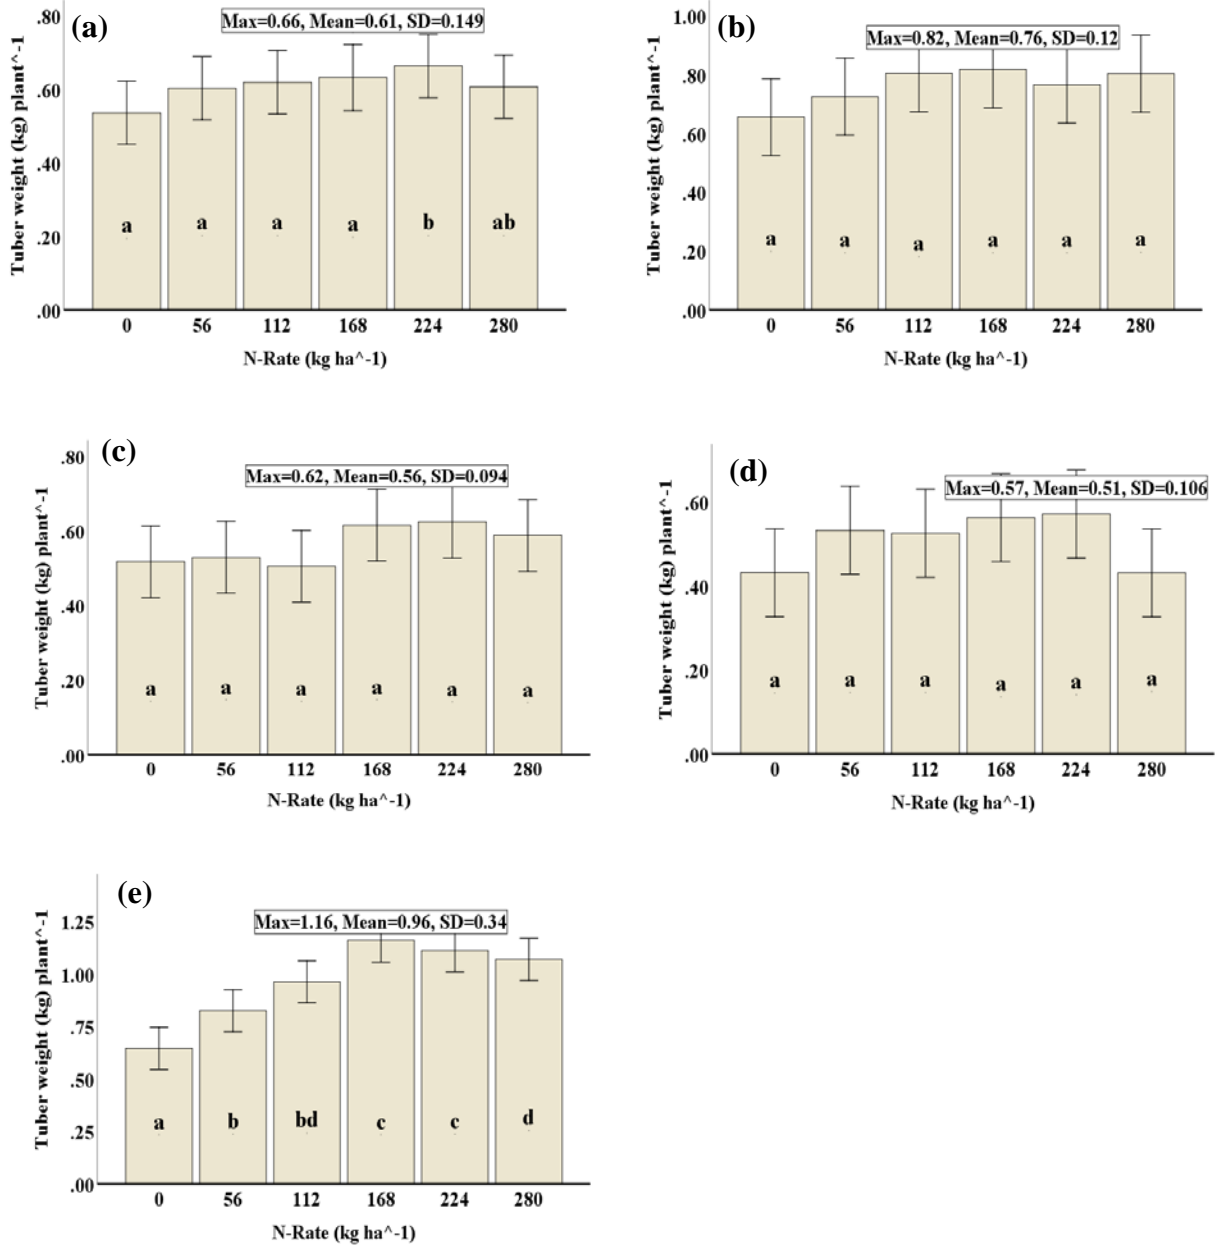 (a)
Max=0.66, Mean=0.61, SD=0.149
Tuber weight (kg) plant^-1
.80
.60
.40
.20
.00
a a a a b ab
0 56 112 168 224 280
N-Rate (kg ha^-1)
(b)
Max=0.82, Mean=0.76, SD=0.12
Tuber weight (kg) plant^-1
1.00
.80
.60
.40
.20
.00
a a a a a a
0 56 112 168 224 280
N-Rate (kg ha^-1)
(c)
Max=0.62, Mean=0.56, SD=0.094
Tuber weight (kg) plant^-1
.80
.60
.40
.20
.00
a a a a a a
0 56 112 168 224 280
N-Rate (kg ha^-1)
(d)
Max=0.57, Mean=0.51, SD=0.106
Tuber weight (kg) plant^-1
.60
.40
.20
.00
a a a a a a
0 56 112 168 224 280
N-Rate (kg ha^-1)
(e)
Max=1.16, Mean=0.96, SD=0.34
Tuber weight (kg) plant^-1
1.25
1.00
.75
.50
.25
.00
a b bd c c d
0 56 112 168 224 280
N-Rate (kg ha^-1)